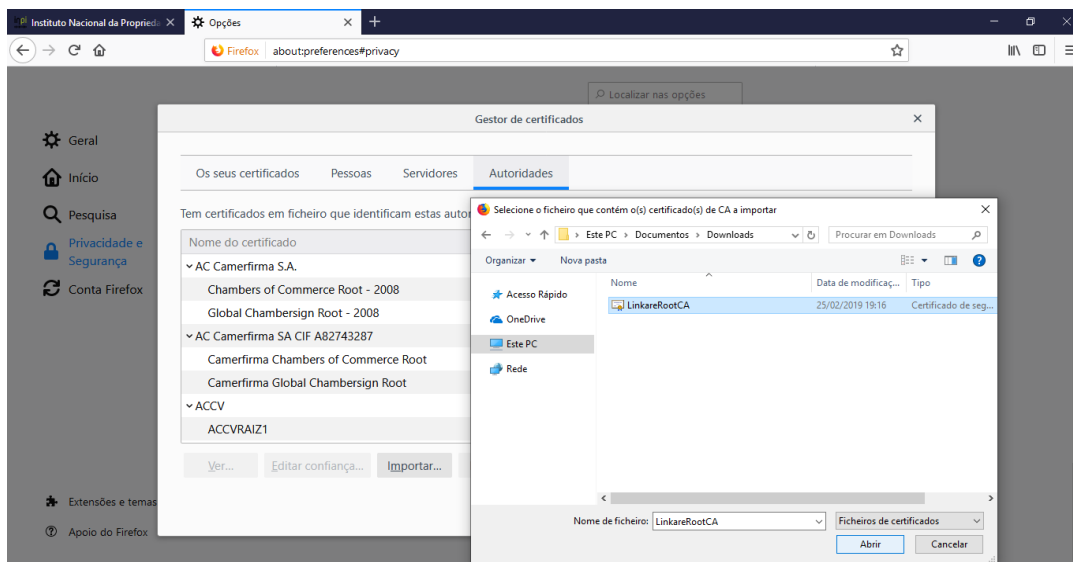 Instituto Nacional da Proprieda
Opções
Firefox about:preferences#privacy
Localizar nas opções
Gestor de certificados
Geral
Início
Pesquisa
Privacidade e
Segurança
Conta Firefox
Extensões e temas
Apoio do Firefox
Os seus certificados Pessoas Servidores Autoridades
Tem certificados em ficheiro que identificam estas autor
Nome do certificado
AC Camerfirma S.A.
Chambers of Commerce Root - 2008
Global Chambersign Root - 2008
AC Camerfirma SA CIF A82743287
Camerfirma Chambers of Commerce Root
Camerfirma Global Chambersign Root
ACCV
ACCVRAIZ1
Ver... Editar confiança... Importar...
Selecione o ficheiro que contém o(s) certificado(s) de CA a importar
Este PC Documentos Downloads
Procurar em Downloads
Organizar Nova pasta
Acesso Rápido
OneDrive
Este PC
Rede
Nome Data de modificaç... Tipo
LinkareRootCA 25/02/2019 19:16 Certificado de seg...
Nome de ficheiro: LinkareRootCA Ficheiros de certificados
Abrir Cancelar